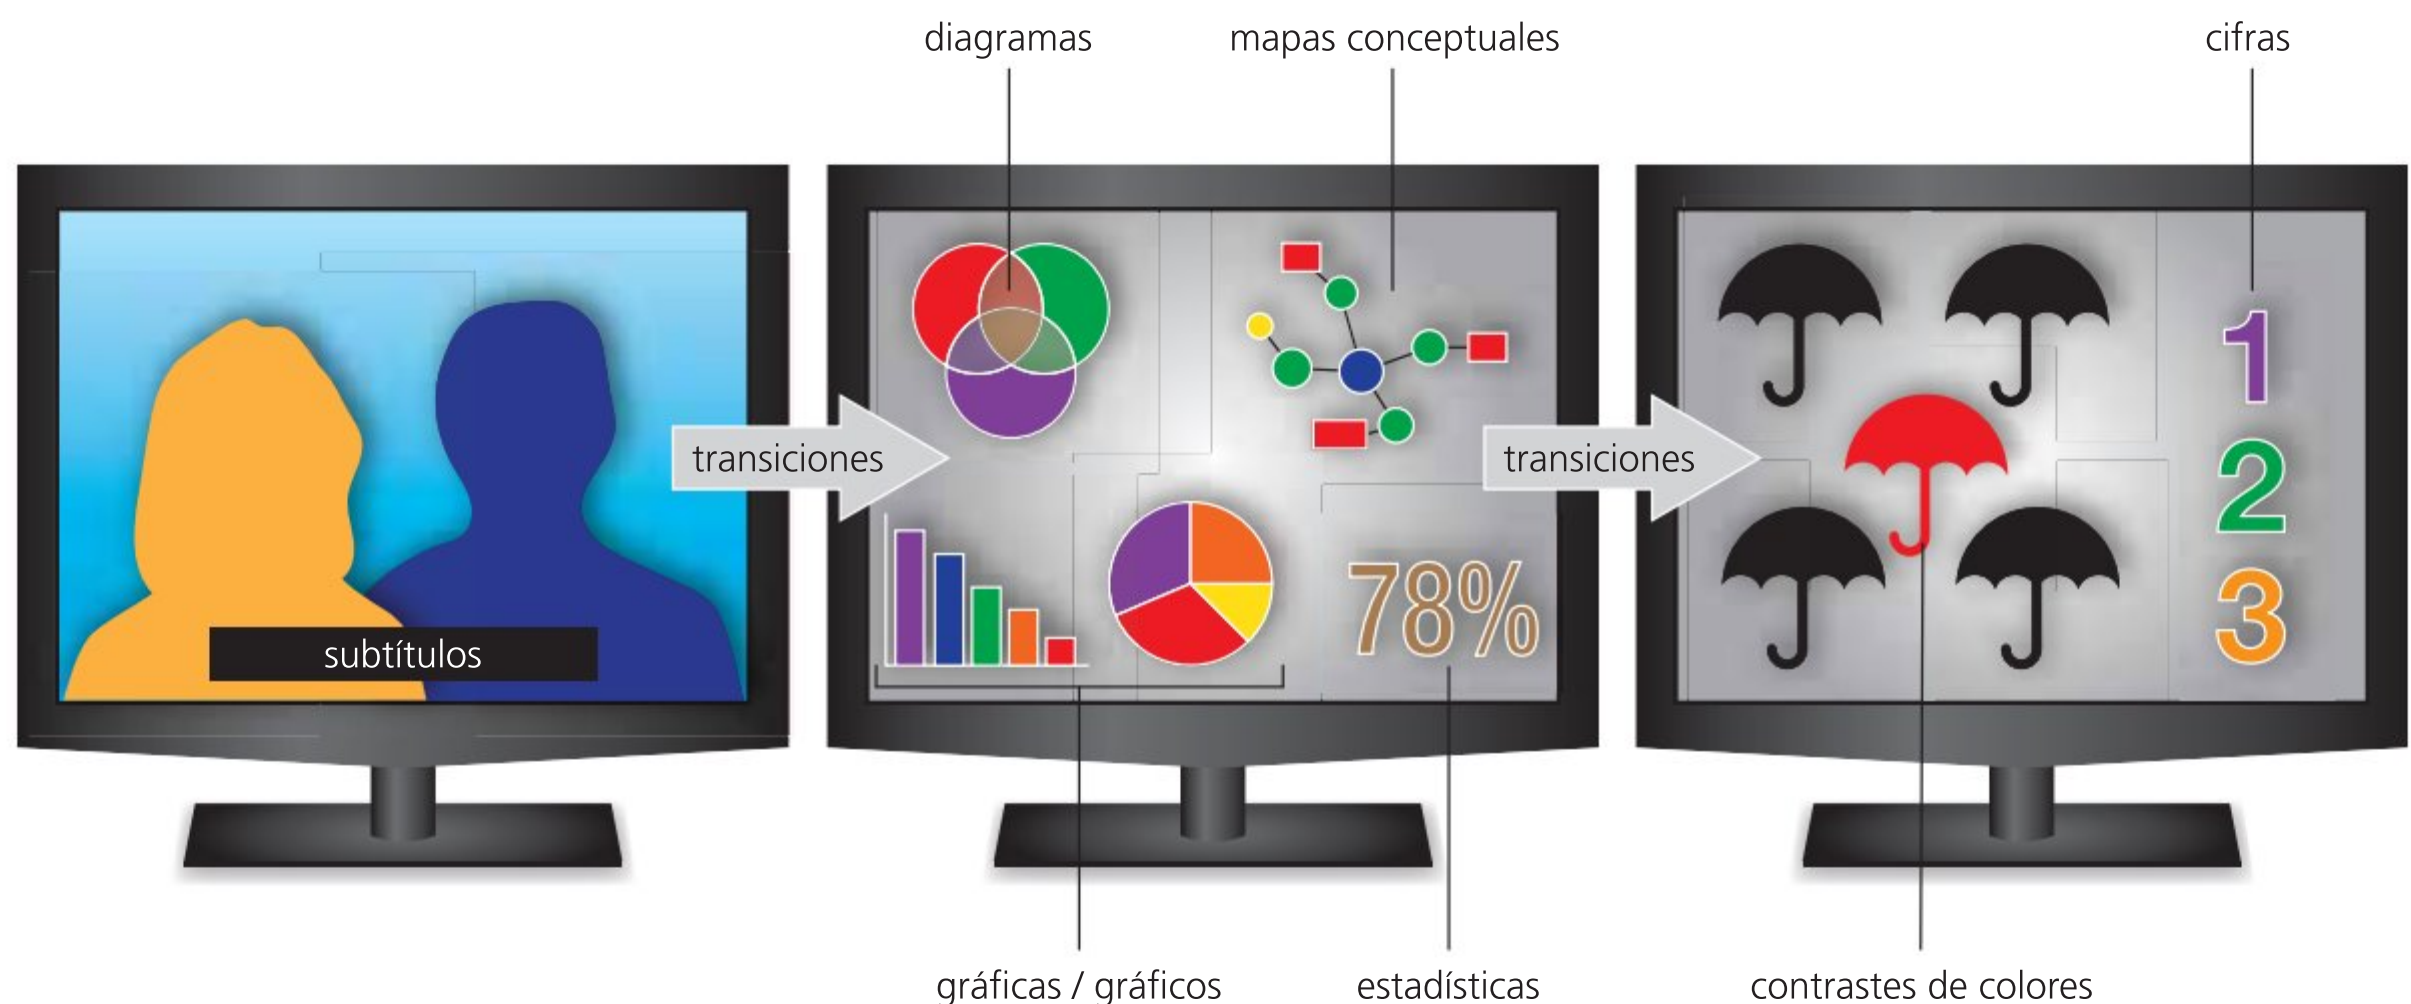 diagramas
mapas conceptuales
cifras
transiciones
transiciones
1
2
78%
3
subtítulos
gráficas / gráficos
estadísticas
contrastes de colores